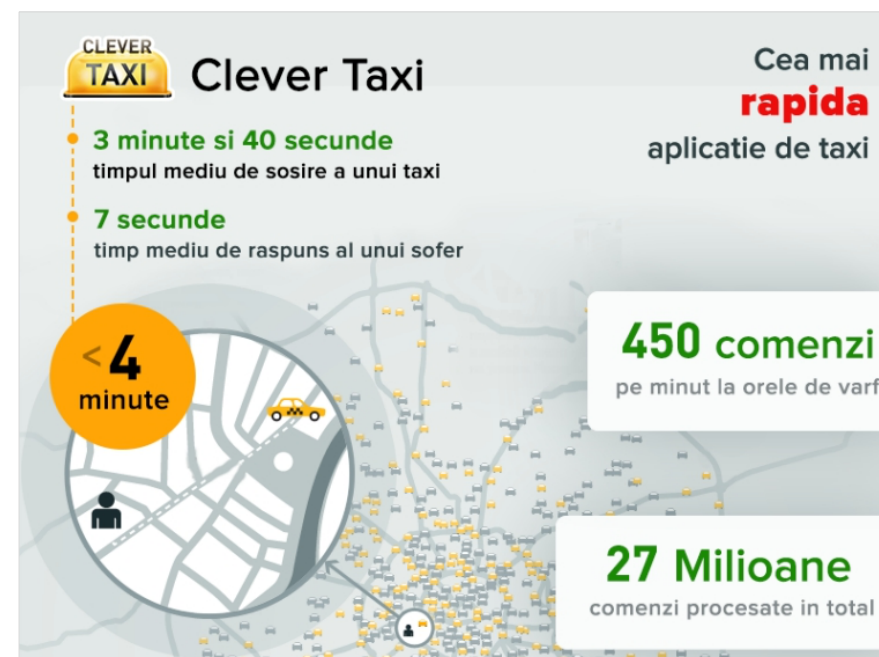 CLEVER
TAXI
Clever Taxi
3 minute si 40 secunde
timpul mediu de sosire a unui taxi
7 secunde
timp mediu de raspuns al unui sofer
Cea mai
rapida
aplicatie de taxi
< 4
minute
450 comenzi
pe minut la orele de varf
27 Milioane
comenzi procesate in total